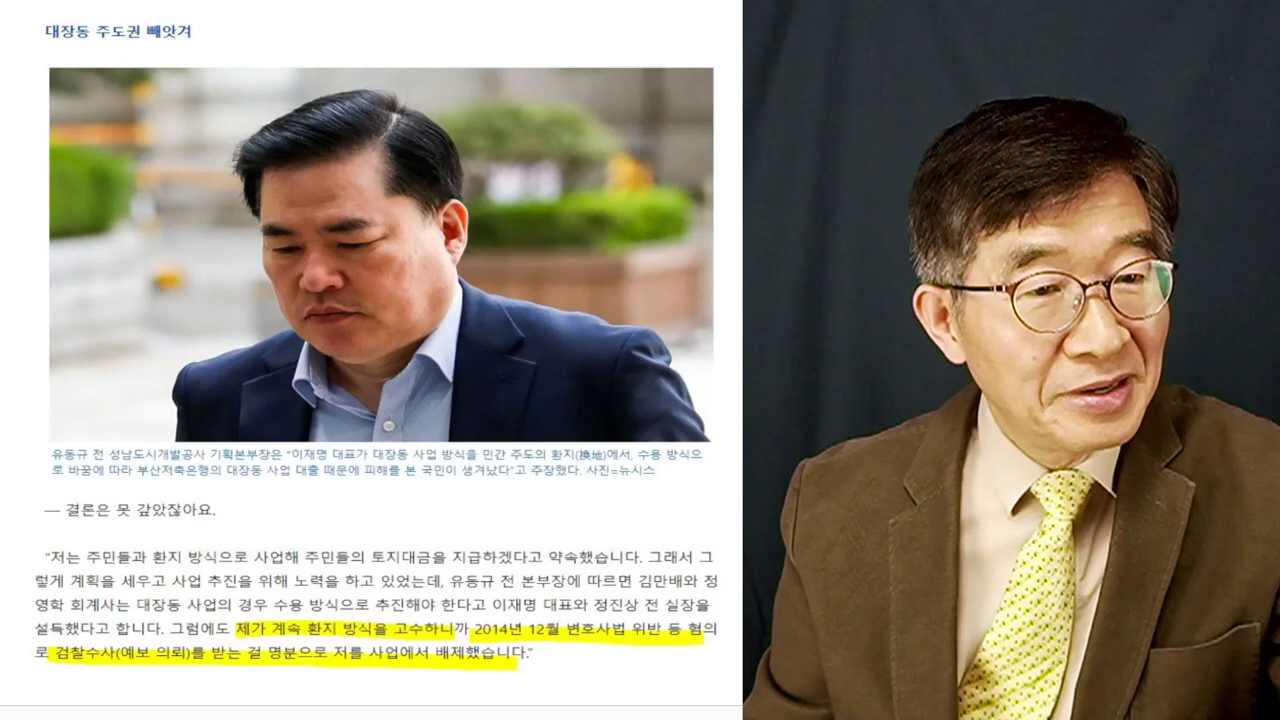 대장동 주도권 빼앗겨
유동규 전 성남도시개발공사 기획본부장은 “이재명 대표가 대장동 사업 방식을 민간 주도의 환지(換地)에서, 수용 방식으
로 바꿈에 따라 부산저축은행의 대장동 사업 대출 때문에 피해를 본 국민이 생겨났다”고 주장했다. 사진=뉴시스
— 결론은 못 갚았잖아요.
“저는 주민들과 환지 방식으로 사업해 주민들의 토지대금을 지급하겠다고 약속했습니다. 그래서 그
렇게 계획을 세우고 사업 추진을 위해 노력을 하고 있었는데, 유동규 전 본부장에 따르면 김만배와 정
영학 회계사는 대장동 사업의 경우 수용 방식으로 추진해야 한다고 이재명 대표와 정진상 전 실장을
설득했다고 합니다. 그럼에도 제가 계속 환지 방식을 고수하니까 2014년 12월 변호사법 위반 등 혐의
로 검찰수사(예보 의뢰)를 받는 걸 명분으로 저를 사업에서 배제했습니다.”